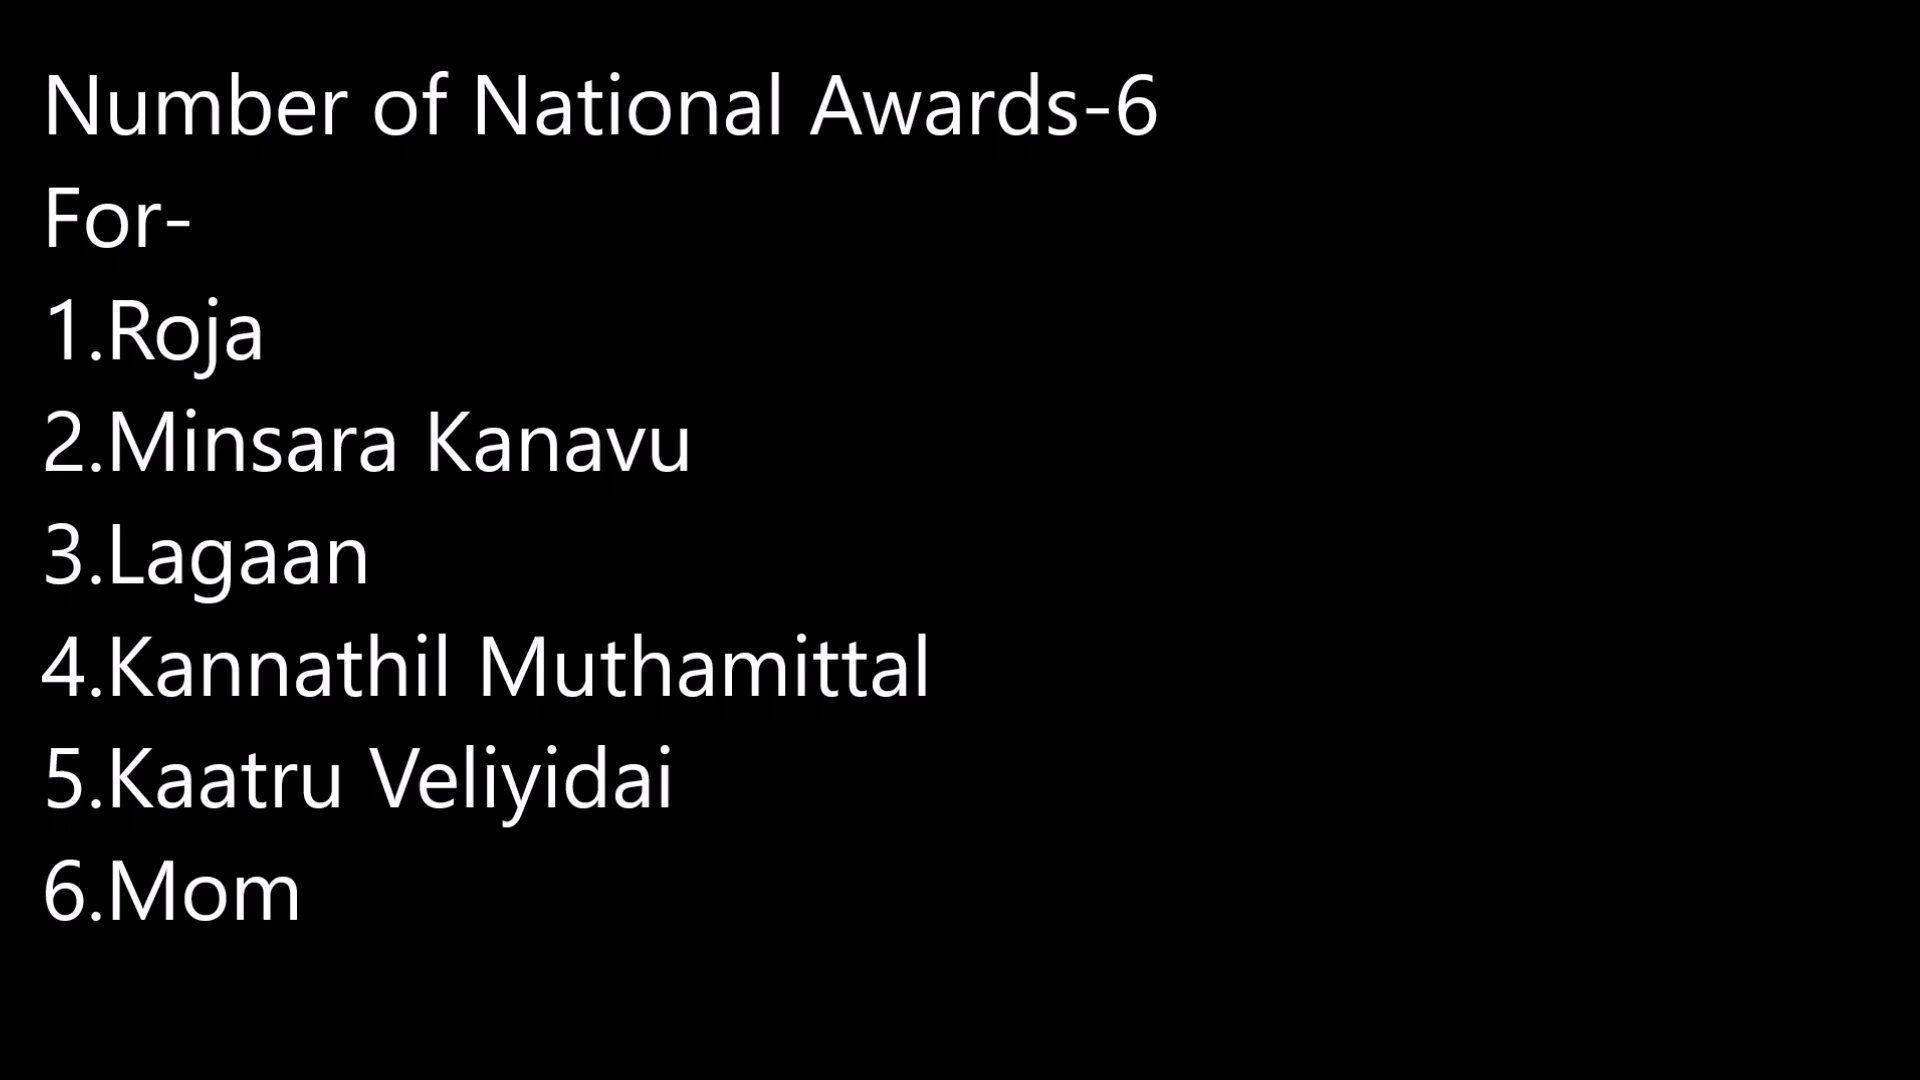 Number of National Awards-6
For-
1.Roja
2.Minsara Kanavu
3.Lagaan
4.Kannathil Muthamittal
5.Kaatru Veliyidai
6.Mom